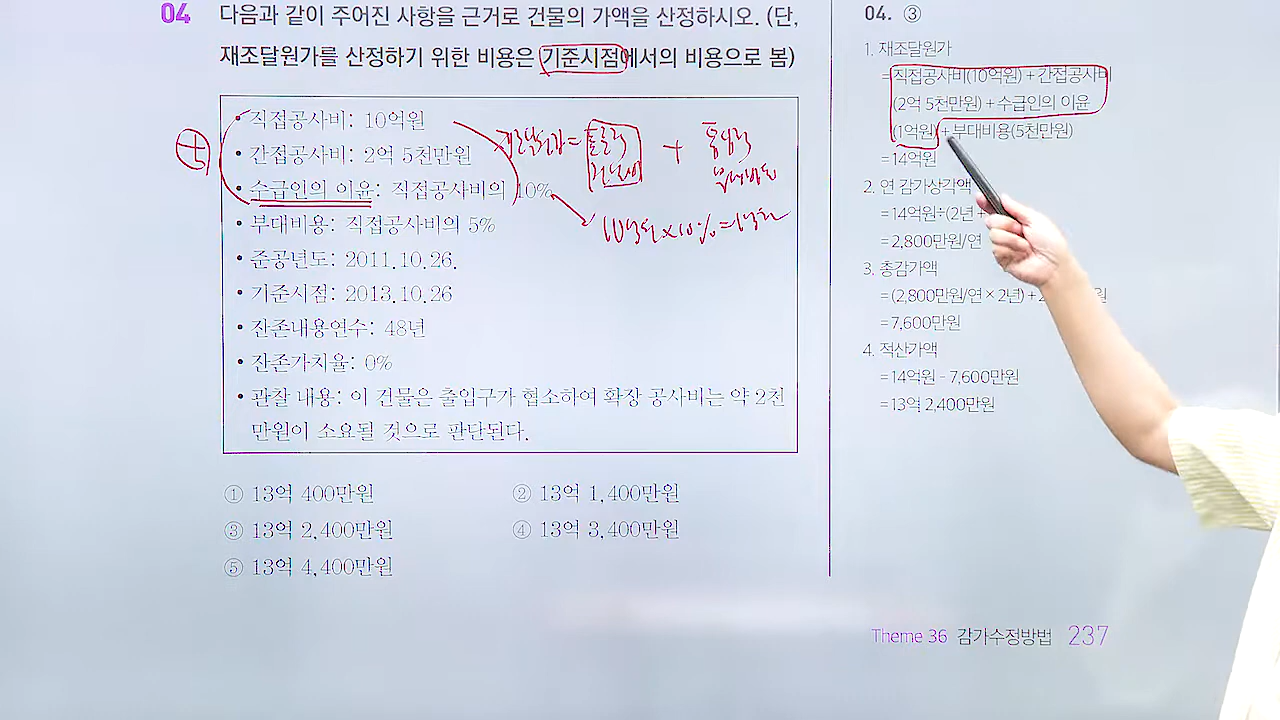 04 다음과 같이 주어진 사항을 근거로 건물의 가액을 산정하시오. (단,
재조달원가를 산정하기 위한 비용은 기준시점에서의 비용으로 봄)
• 직접공사비: 10억원
• 간접공사비: 2억 5천만원
• 수급인의 이윤: 직접공사비의 10%
• 부대비용: 직접공사비의 5%
• 준공년도: 2011.10.26.
• 기준시점: 2013.10.26
• 잔존내용연수: 48년
• 잔존가치율: 0%
• 관찰 내용: 이 건물은 출입구가 협소하여 확장 공사비는 약 2천
만원이 소요될 것으로 판단된다.
+
10억원×10%=1억원
① 13억 400만원
② 13억 1,400만원
③ 13억 2,400만원
④ 13억 3,400만원
⑤ 13억 4,400만원
04. ③
1. 재조달원가
=직접공사비(10억원) + 간접공사비
(2억 5천만원) + 수급인의 이윤
(1억원) +부대비용(5천만원)
=14억원
2. 연 감가상각액
=14억원÷(2년 +
=2,800만원/연
3. 총감가액
=(2,800만원/연 × 2년) + 2 원
=7,600만원
4. 적산가액
=14억원 - 7,600만원
=13억 2,400만원
Theme 36 감가수정방법 237